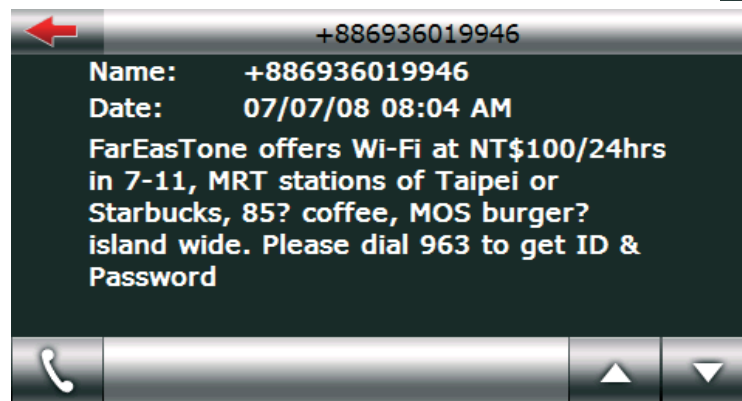 +886936019946
Name: +886936019946
Date: 07/07/08 08:04 AM
FarEasTone offers Wi-Fi at NT$100/24hrs
in 7-11, MRT stations of Taipei or
Starbucks, 85? coffee, MOS burger?
island wide. Please dial 963 to get ID &
Password